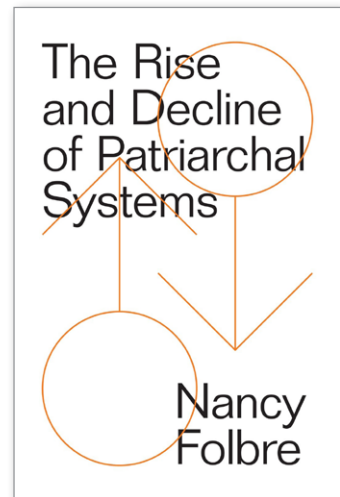 The Rise
and Decline
of Patriarchal
Systems
Nancy
Folbre